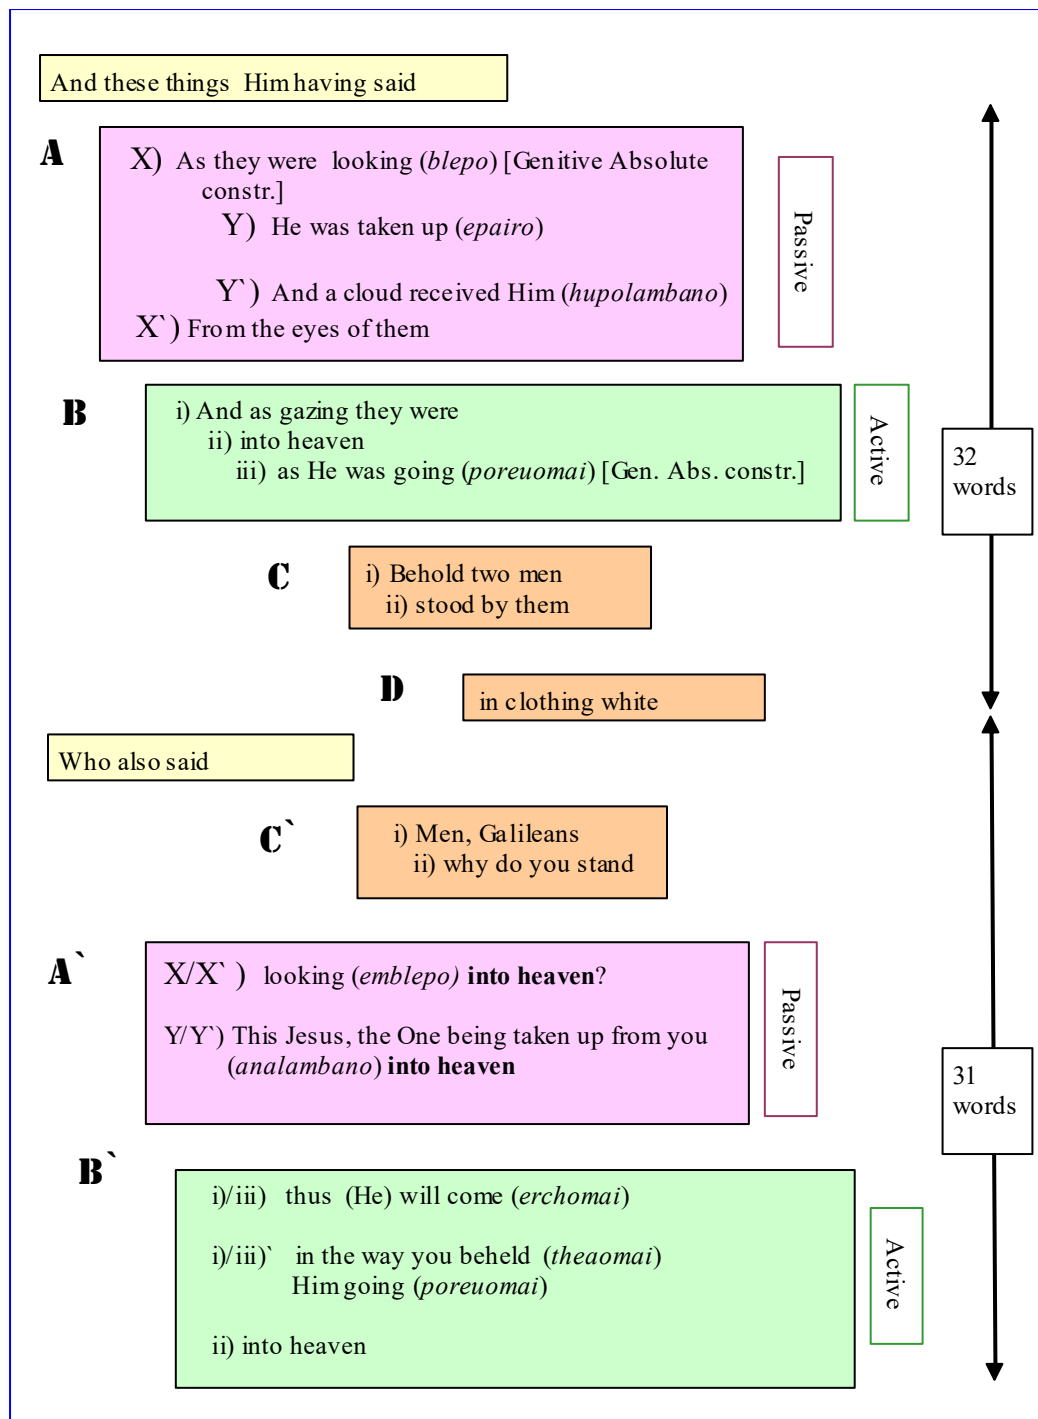 And these things Him having said
A
X) As they were looking (blepo) [Genitive Absolute
constr.]
Y) He was taken up (epairo)
Y`) And a cloud received Him (hupolambano)
X`) From the eyes of them
Passive
B
i) And as gazing they were
ii) into heaven
iii) as He was going (poreuomai) [Gen. Abs. constr.]
Active
32
words
C
i) Behold two men
ii) stood by them
D
in clothing white
Who also said
C`
i) Men, Galileans
ii) why do you stand
A`
X/X` ) looking (emblepo) into heaven?
Y/Y`) This Jesus, the One being taken up from you
(analambano) into heaven
Passive
31
words
B`
i)/iii) thus (He) will come (erchomai)
i)/iii)` in the way you beheld (theaomai)
Him going (poreuomai)
ii) into heaven
Active